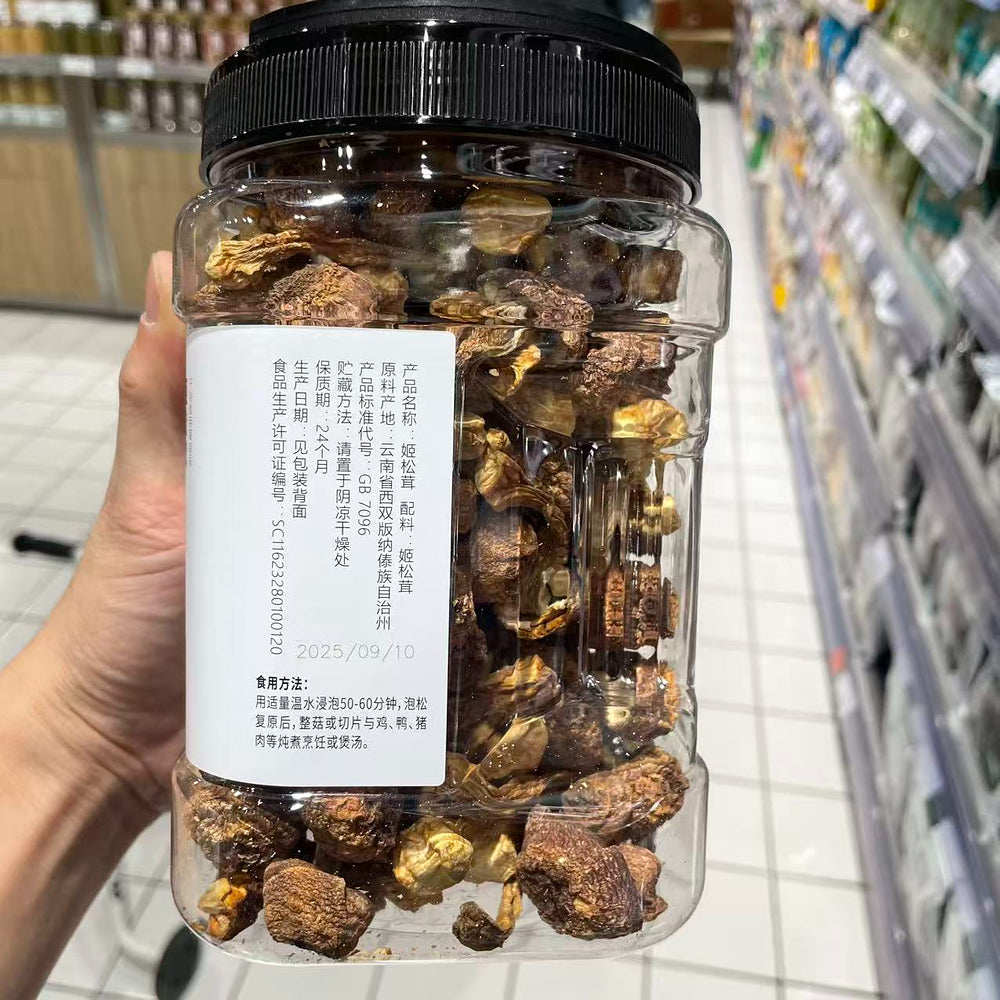 产品名称：姬松茸 配料：姬松茸
原料产地：云南省西双版纳傣族自治州
产品标准代号：GB 7096
贮藏方法：请置于阴凉干燥处
保质期：24个月
生产日期：见包装背面
食品生产许可证编号：SC11623280100120
2025/09/10
食用方法：
用适量温水浸泡50-60分钟，泡松
复原后，整菇或切片与鸡、鸭、猪
肉等炖煮烹饪或煲汤。